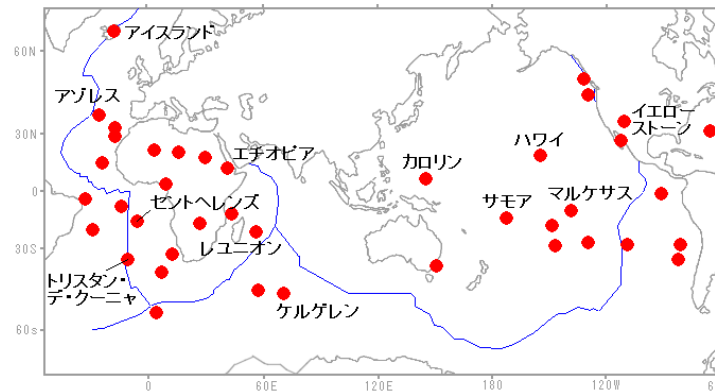 アイスランド
60N
アゾレス
イエロー
ストーン
30N
ハワイ
エチオピア
カロリン
0
セントヘレンズ
サモア
マルケサス
レユニオン
30S
トリスタン・
デ・クーニャ
ケルゲレン
60s
0
60E
120E
180
120W
6